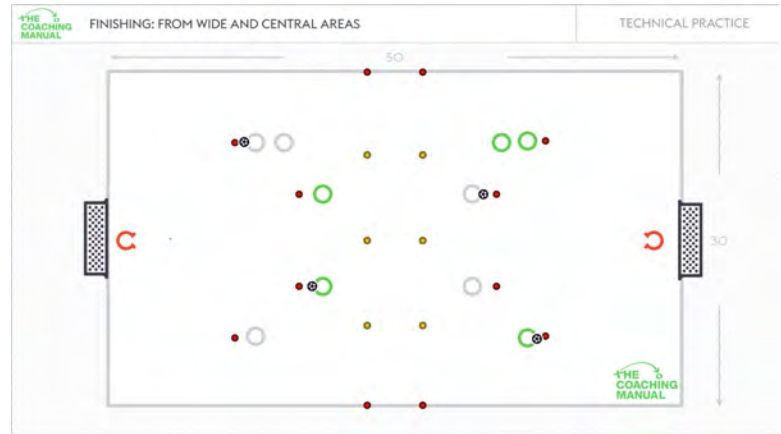 THE
COACHING
MANUAL
FINISHING: FROM WIDE AND CENTRAL AREAS
TECHNICAL PRACTICE
50
30
THE
COACHING
MANUAL